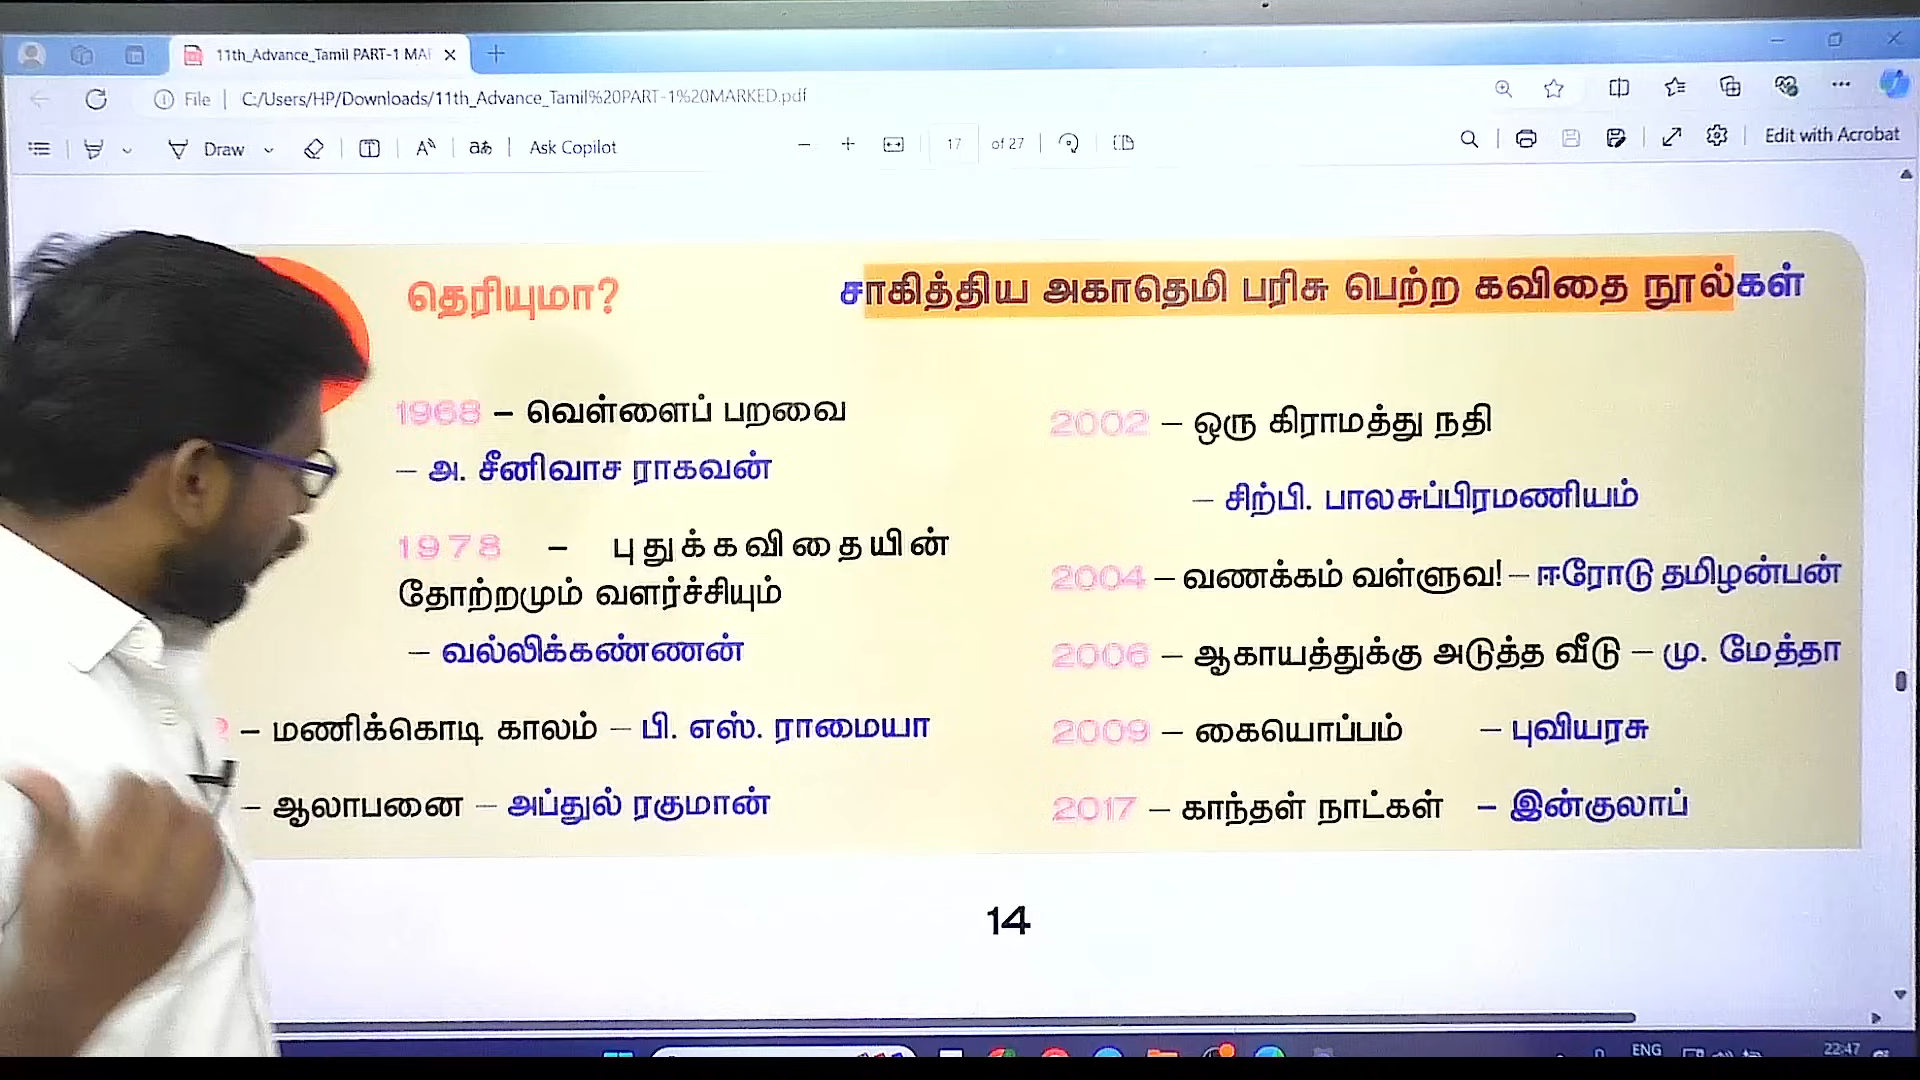 11th_Advance_Tamil PART-1 MA
File
C:/Users/HP/Downloads/11th_Advance_Tamil%20PART-1%20MARKED.pdf
Draw
Ask Copilot
17 of 27
Edit with Acrobat
தெரியுமா?
சாகித்திய அகாதெமி பரிசு பெற்ற கவிதை நூல்கள்
1968 – வெள்ளைப் பறவை
– அ. சீனிவாச ராகவன்
1978 – புதுக்கவிதையின்
தோற்றமும் வளர்ச்சியும்
– வல்லிக்கண்ணன்
– மணிக்கொடி காலம் – பி. எஸ். ராமையா
– ஆலாபனை – அப்துல் ரகுமான்
2002 – ஒரு கிராமத்து நதி
– சிற்பி. பாலசுப்பிரமணியம்
2004 – வணக்கம் வள்ளுவ! – ஈரோடு தமிழன்பன்
2006 – ஆகாயத்துக்கு அடுத்த வீடு – மு. மேத்தா
2009 – கையொப்பம் – புவியரசு
2017 – காந்தள் நாட்கள் – இன்குலாப்
14
ENG
22:47